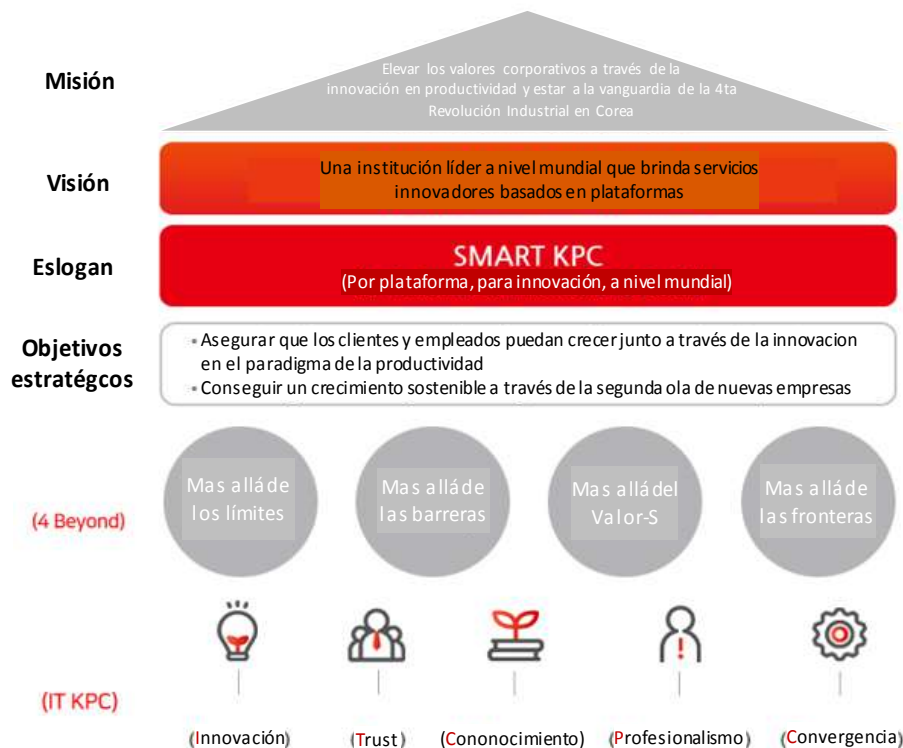 Misión
Elevar los valores corporativos a través de la
innovación en productividad y estar a la vanguardia de la 4ta
Revolución Industrial en Corea
Visión
Una institución líder a nivel mundial que brinda servicios
innovadores basados en plataformas
Eslogan
SMART KPC
(Por plataforma, para innovación, a nivel mundial)
Objetivos
estratégcos
• Asegurar que los clientes y empleados puedan crecer junto a través de la innovacion
en el paradigma de la productividad
• Conseguir un crecimiento sostenible a través de la segunda ola de nuevas empresas
(4 Beyond)
Mas allá de
los límites
Mas allá de
las barreras
Mas allá del
Valor-S
Mas allá de
las fronteras
(IT KPC)
(Innovación)
(Trust)
(Cononocimiento)
(Profesionalismo)
(Convergencia)